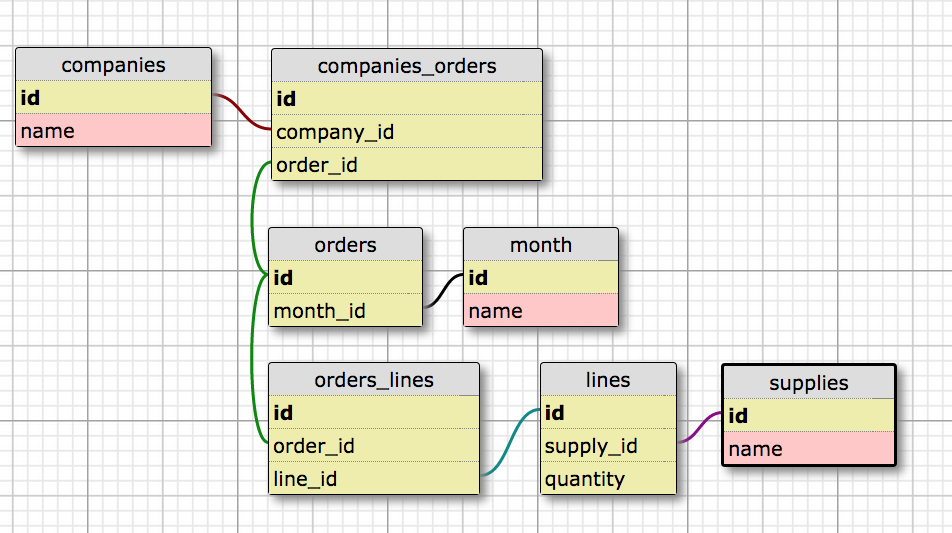 companies
id
name
companies_orders
id
company_id
order_id
orders
id
month_id
month
id
name
orders_lines
id
order_id
line_id
lines
id
supply_id
quantity
supplies
id
name